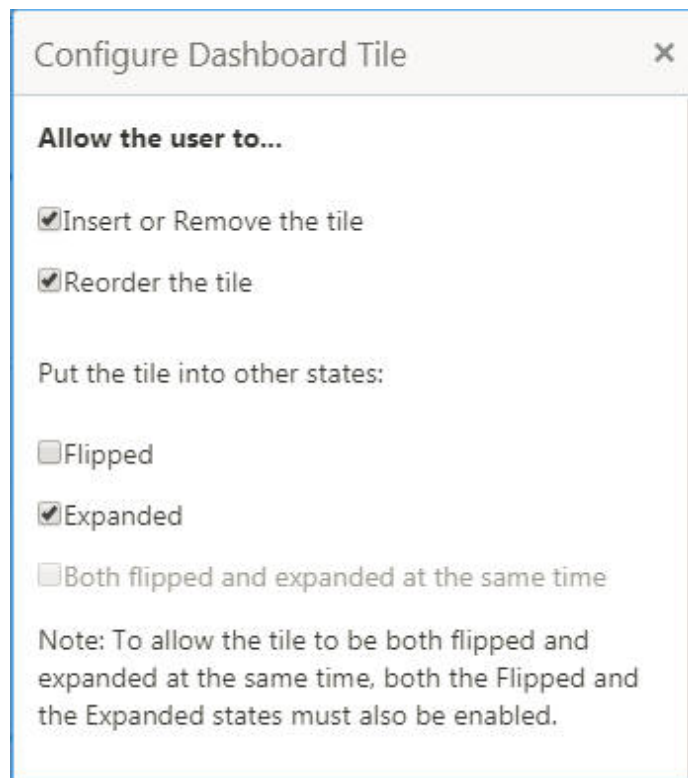 Configure Dashboard Tile
Allow the user to...
Insert or Remove the tile
Reorder the tile
Put the tile into other states:
Flipped
Expanded
Both flipped and expanded at the same time
Note: To allow the tile to be both flipped and
expanded at the same time, both the Flipped and
the Expanded states must also be enabled.